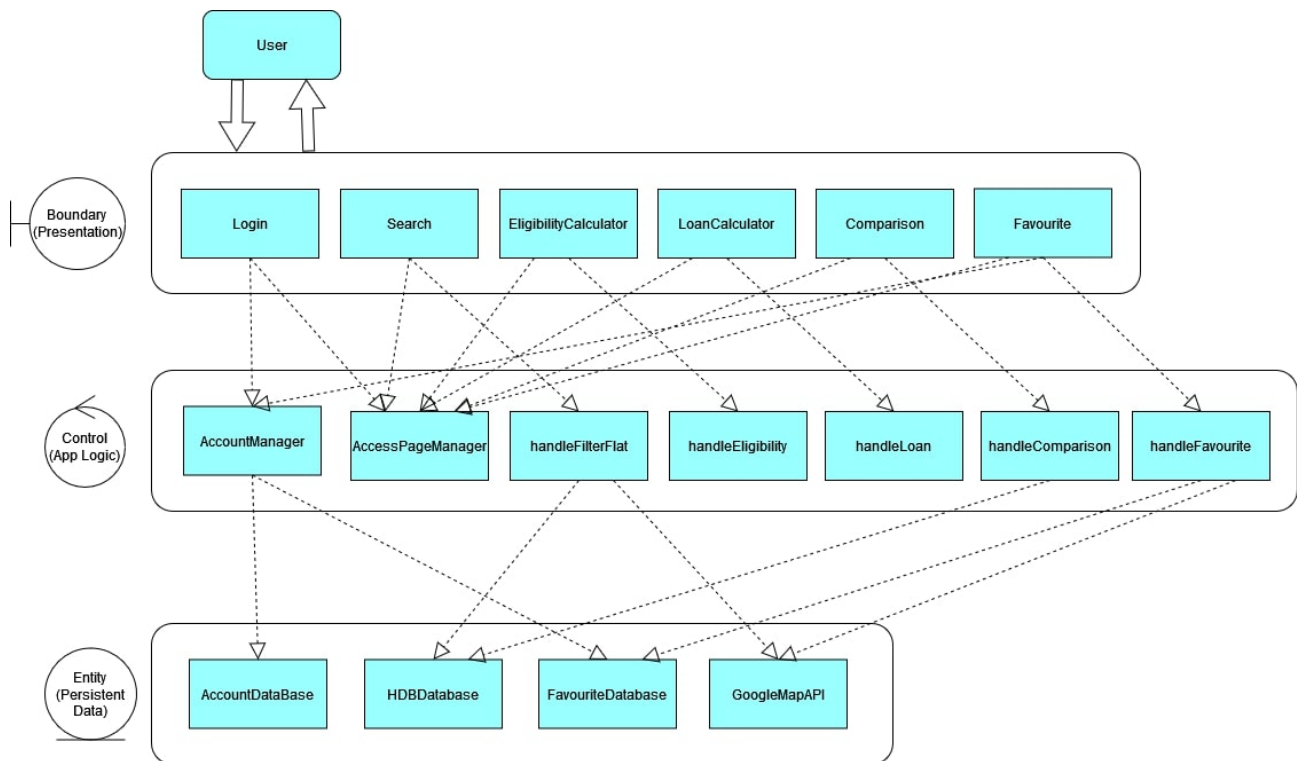 User
Boundary
(Presentation)
Login
Search
EligibilityCalculator
LoanCalculator
Comparison
Favourite
Control
(App Logic)
AccountManager
AccessPageManager
handleFilterFlat
handleEligibility
handleLoan
handleComparison
handleFavourite
Entity
(Persistent
Data)
AccountDataBase
HDBDatabase
FavouriteDatabase
GoogleMapAPI